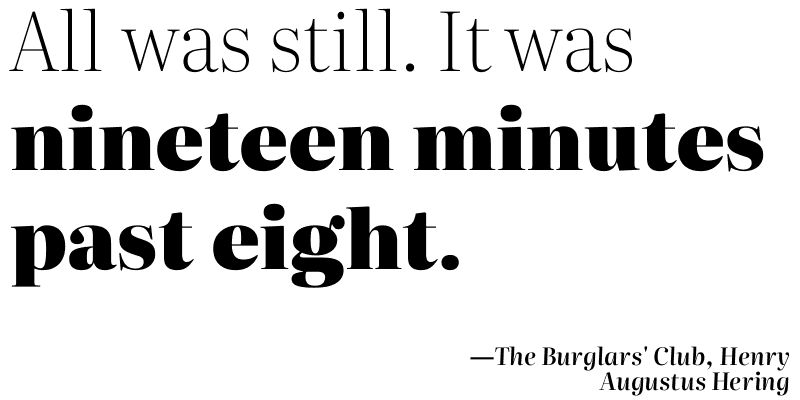 All was still. It was
nineteen minutes
past eight.
—The Burglars' Club, Henry
Augustus Hering